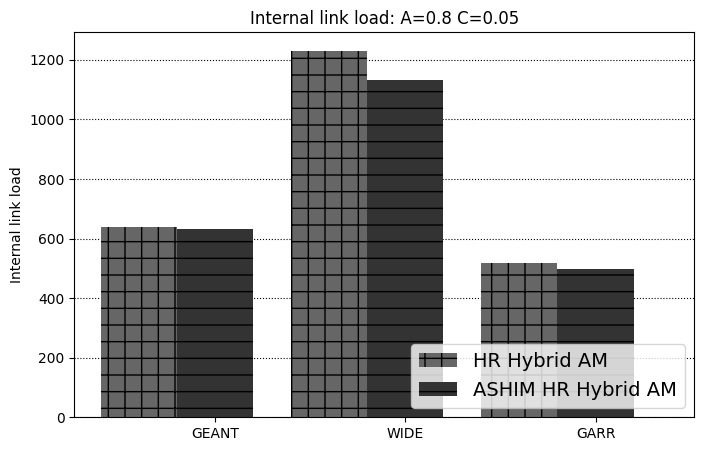 Internal link load: A=0.8 C=0.05
1200
1000
800
600
400
200
0
Internal link load
GEANT
WIDE
GARR
HR Hybrid AM
ASHIM HR Hybrid AM